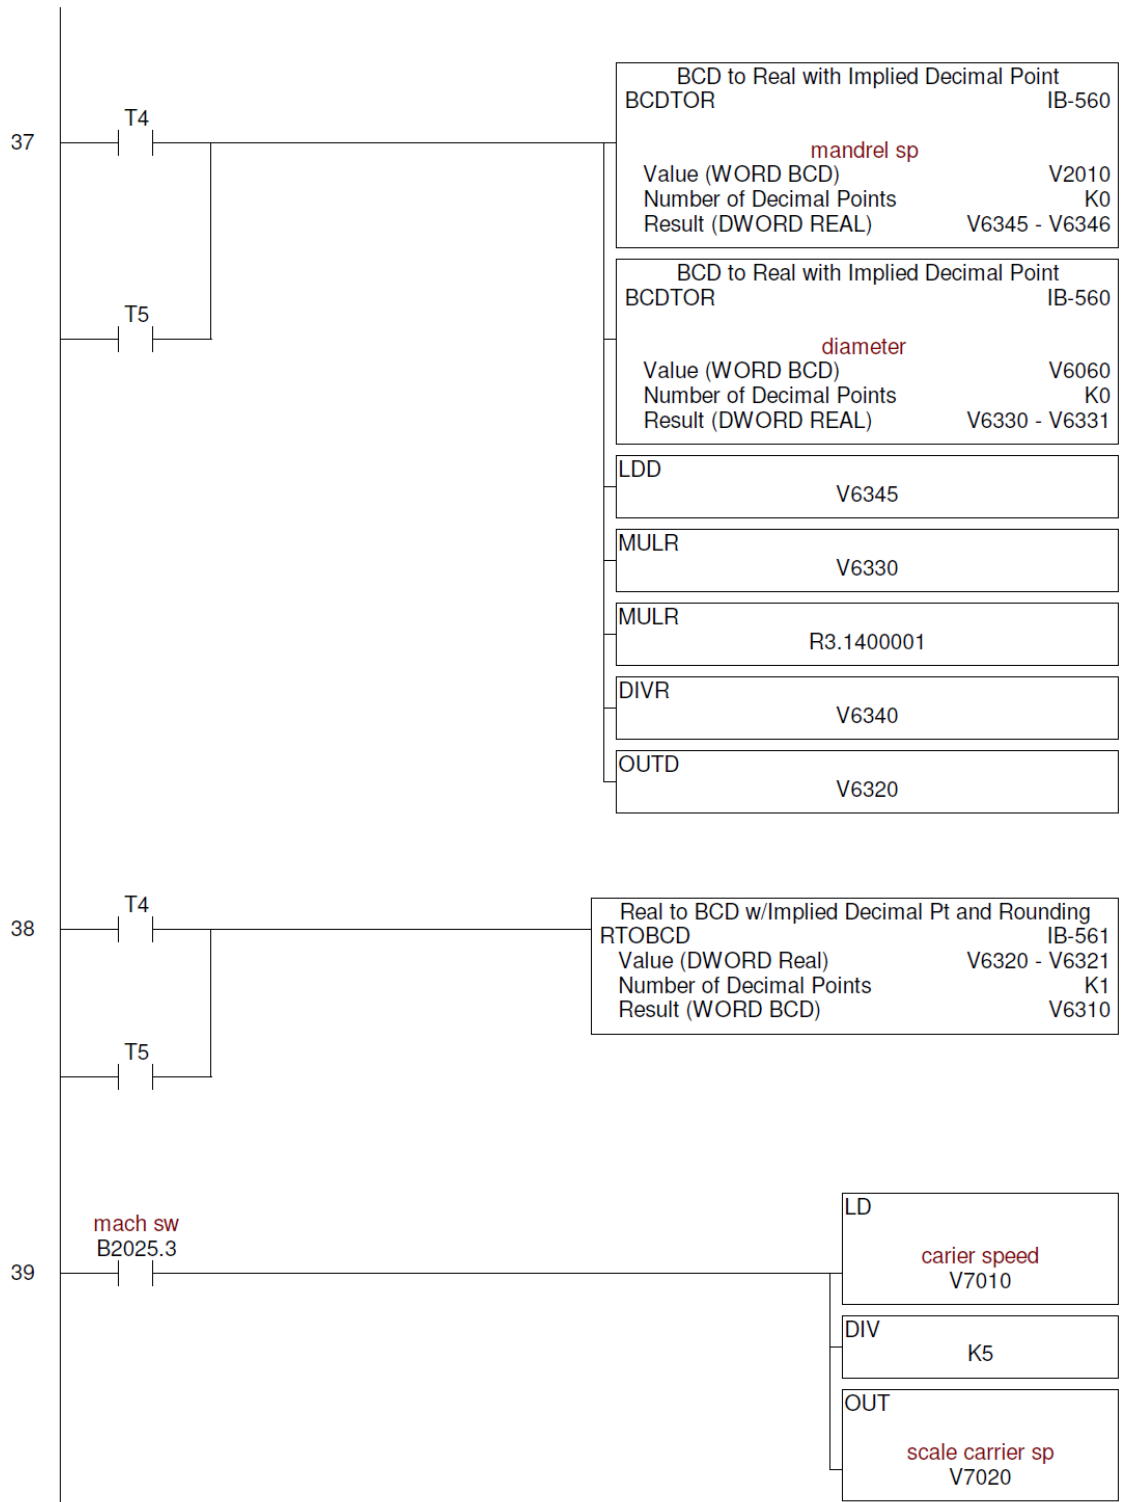 37
T4
T5
BCD to Real with Implied Decimal Point
BCDTOR IB-560
mandrel sp
Value (WORD BCD) V2010
Number of Decimal Points K0
Result (DWORD REAL) V6345 - V6346
BCD to Real with Implied Decimal Point
BCDTOR IB-560
diameter
Value (WORD BCD) V6060
Number of Decimal Points K0
Result (DWORD REAL) V6330 - V6331
LDD
V6345
MULR
V6330
MULR
R3.1400001
DIVR
V6340
OUTD
V6320
38
T4
T5
Real to BCD w/Implied Decimal Pt and Rounding
RTOBCD IB-561
Value (DWORD Real) V6320 - V6321
Number of Decimal Points K1
Result (WORD BCD) V6310
39
mach sw
B2025.3
LD
carier speed
V7010
DIV
K5
OUT
scale carrier sp
V7020